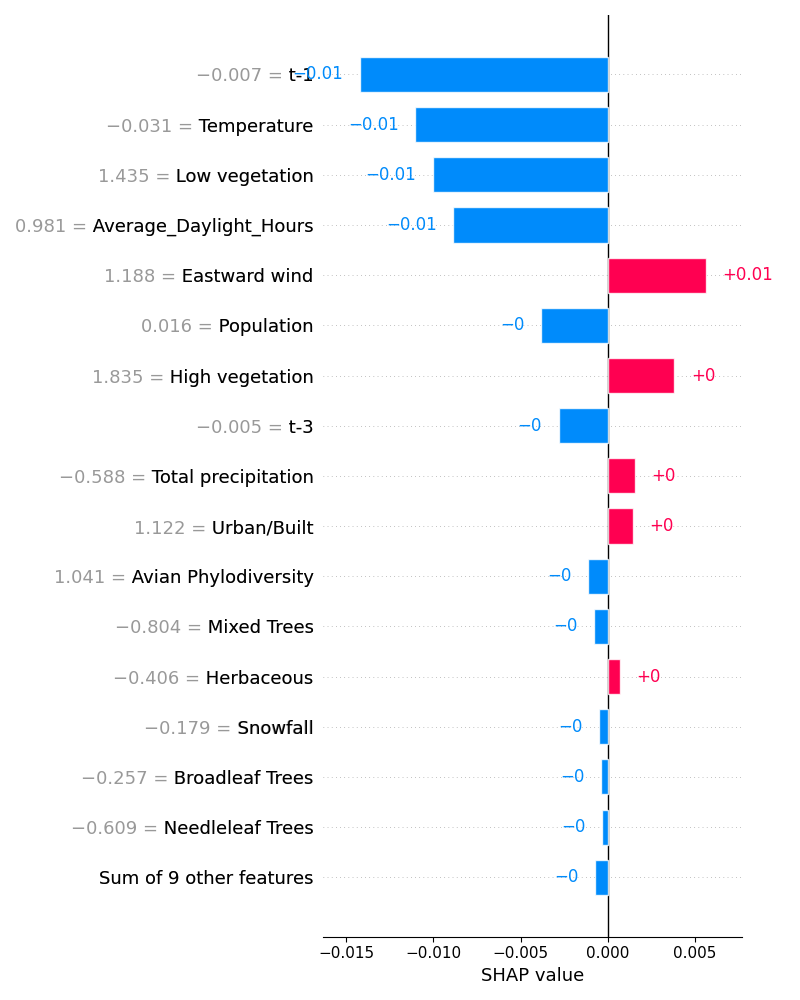 −0.007 = t-1 −0.01
−0.031 = Temperature −0.01
1.435 = Low vegetation −0.01
0.981 = Average_Daylight_Hours −0.01
1.188 = Eastward wind +0.01
0.016 = Population −0
1.835 = High vegetation +0
−0.005 = t-3 −0
−0.588 = Total precipitation +0
1.122 = Urban/Built +0
1.041 = Avian Phylodiversity −0
−0.804 = Mixed Trees −0
−0.406 = Herbaceous +0
−0.179 = Snowfall −0
−0.257 = Broadleaf Trees −0
−0.609 = Needleleaf Trees −0
Sum of 9 other features −0
−0.015 −0.010 −0.005 0.000 0.005
SHAP value